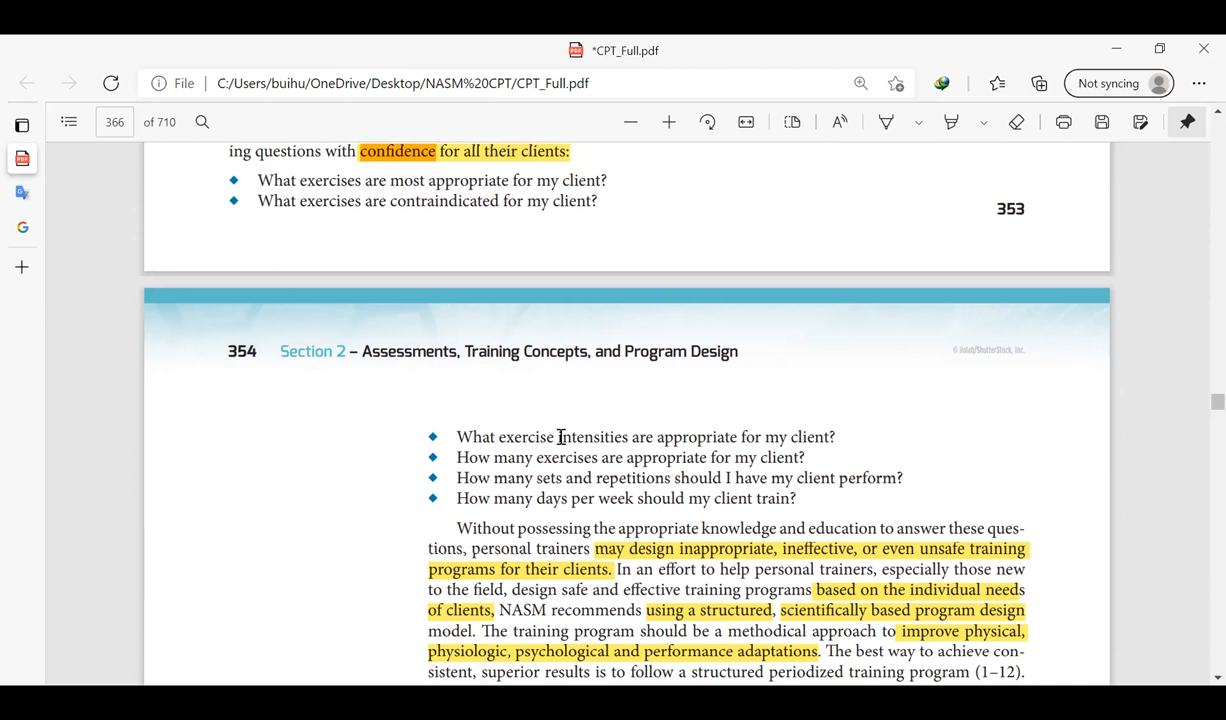 *CPT_Full.pdf
File
C:/Users/buihu/OneDrive/Desktop/NASM%20CPT/CPT_Full.pdf
Not syncing
366 of 710
ing questions with confidence for all their clients:
What exercises are most appropriate for my client?
What exercises are contraindicated for my client?
353
354 Section 2 – Assessments, Training Concepts, and Program Design
What exercise intensities are appropriate for my client?
How many exercises are appropriate for my client?
How many sets and repetitions should I have my client perform?
How many days per week should my client train?
Without possessing the appropriate knowledge and education to answer these ques-
tions, personal trainers may design inappropriate, ineffective, or even unsafe training
programs for their clients. In an effort to help personal trainers, especially those new
to the field, design safe and effective training programs based on the individual needs
of clients, NASM recommends using a structured, scientifically based program design
model. The training program should be a methodical approach to improve physical,
physiologic, psychological and performance adaptations. The best way to achieve con-
sistent, superior results is to follow a structured periodized training program (1–12).